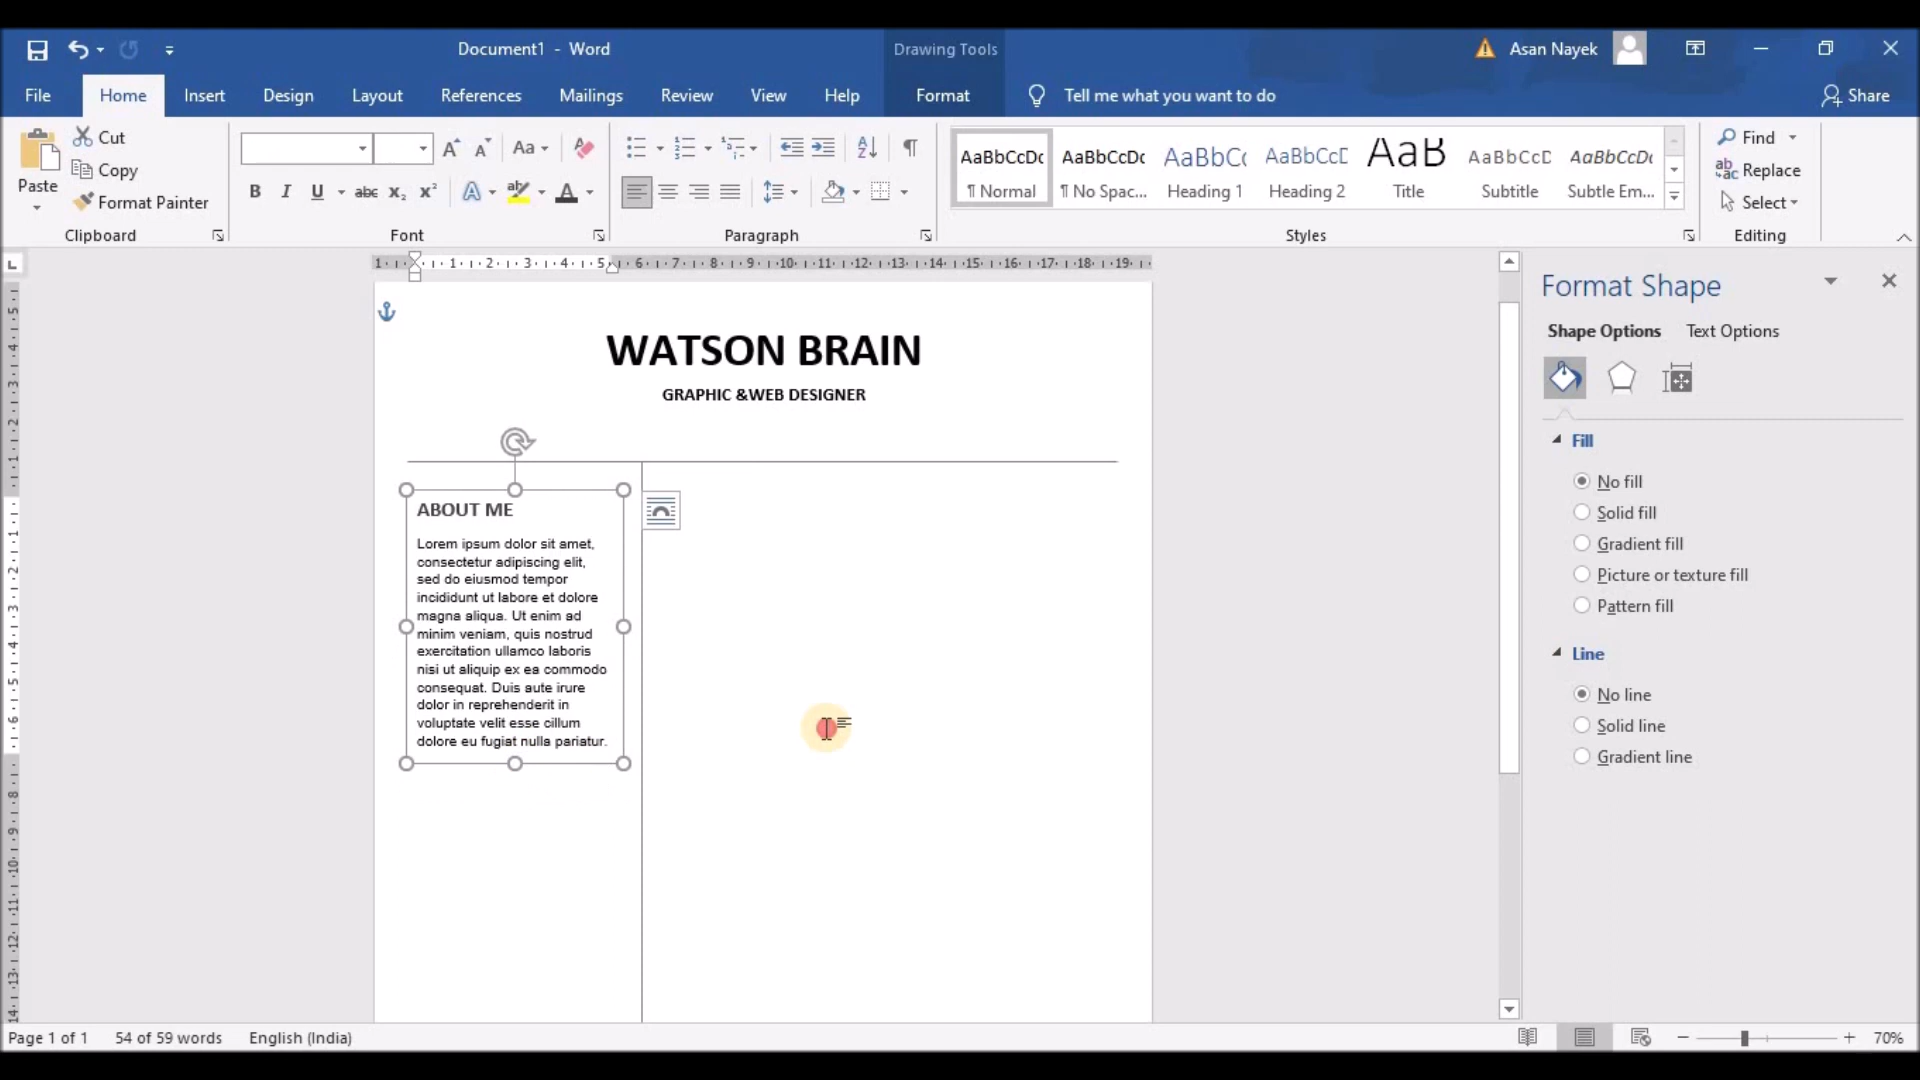 Document1 - Word
Drawing Tools
Asan Nayek
File
Home
Insert
Design
Layout
References
Mailings
Review
View
Help
Format
Tell me what you want to do
Share
Paste
Cut
Copy
Format Painter
Clipboard
Font
Paragraph
AaBbCcDc
¶ Normal
AaBbCcDc
¶ No Spac...
AaBbCc
Heading 1
AaBbCcD
Heading 2
AaB
Title
AaBbCcD
Subtitle
AaBbCcDc
Subtle Em...
Styles
Find
Replace
Select
Editing
WATSON BRAIN
GRAPHIC &WEB DESIGNER
ABOUT ME
Lorem ipsum dolor sit amet,
consectetur adipiscing elit,
sed do eiusmod tempor
incididunt ut labore et dolore
magna aliqua. Ut enim ad
minim veniam, quis nostrud
exercitation ullamco laboris
nisi ut aliquip ex ea commodo
consequat. Duis aute irure
dolor in reprehenderit in
voluptate velit esse cillum
dolore eu fugiat nulla pariatur.
Format Shape
Shape Options
Text Options
Fill
No fill
Solid fill
Gradient fill
Picture or texture fill
Pattern fill
Line
No line
Solid line
Gradient line
Page 1 of 1
54 of 59 words
English (India)
70%